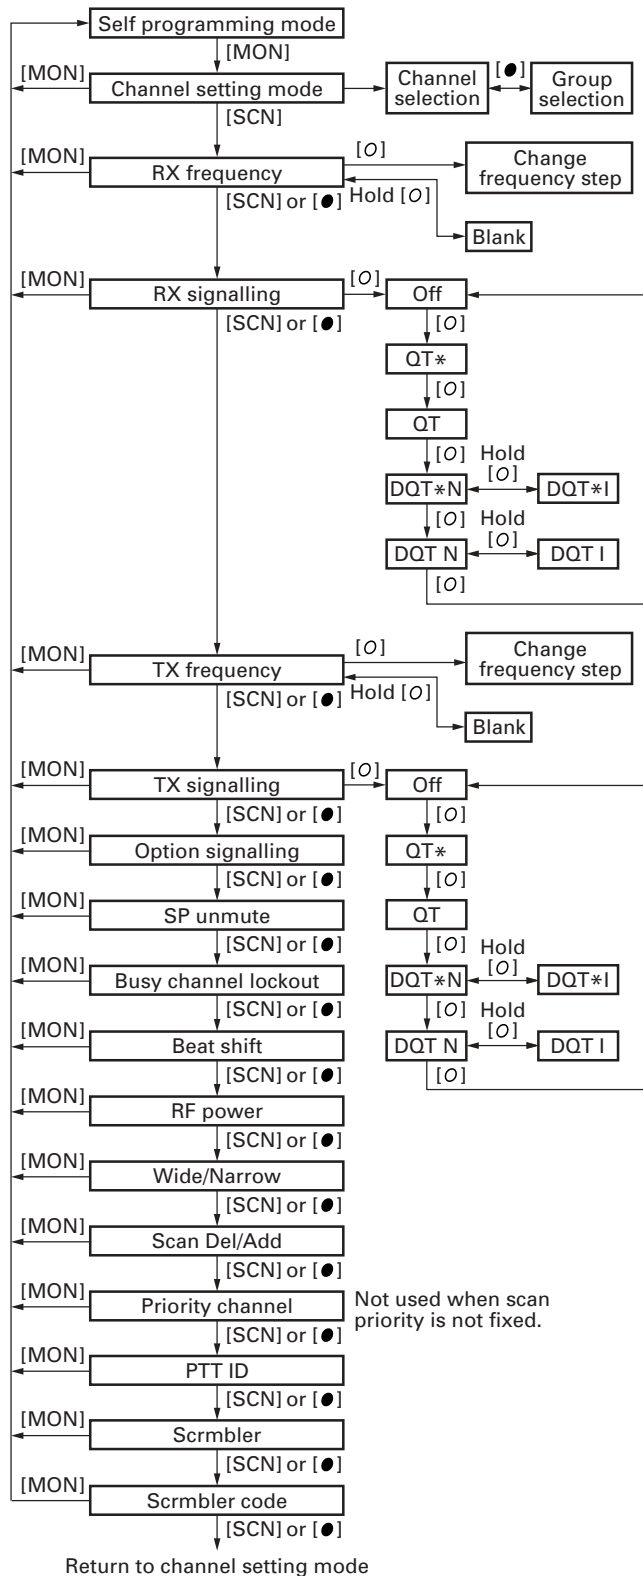 Self programming mode
[MON]
[MON]
Channel setting mode
Channel
selection
[●]
Group
selection
[SCN]
[MON]
RX frequency
[O]
Change
frequency step
[SCN] or [●]
Hold [O]
Blank
[MON]
RX signalling
[O]
Off
[SCN] or [●]
[O]
QT*
[O]
QT
[O]
Hold
[O]
DQT*N
DQT*I
[O]
Hold
[O]
DQT N
DQT I
[O]
[MON]
TX frequency
[O]
Change
frequency step
[SCN] or [●]
Hold [O]
Blank
[MON]
TX signalling
[O]
Off
[SCN] or [●]
[O]
[MON]
Option signalling
QT*
[SCN] or [●]
[O]
[MON]
SP unmute
QT
[SCN] or [●]
[O]
Hold
[O]
[MON]
Busy channel lockout
DQT*N
DQT*I
[SCN] or [●]
[O]
Hold
[O]
[MON]
Beat shift
DQT N
DQT I
[SCN] or [●]
[O]
[MON]
RF power
[SCN] or [●]
[MON]
Wide/Narrow
[SCN] or [●]
[MON]
Scan Del/Add
[SCN] or [●]
[MON]
Priority channel
Not used when scan
priority is not fixed.
[SCN] or [●]
[MON]
PTT ID
[SCN] or [●]
[MON]
Scrmbler
[SCN] or [●]
[MON]
Scrmbler code
[SCN] or [●]
Return to channel setting mode